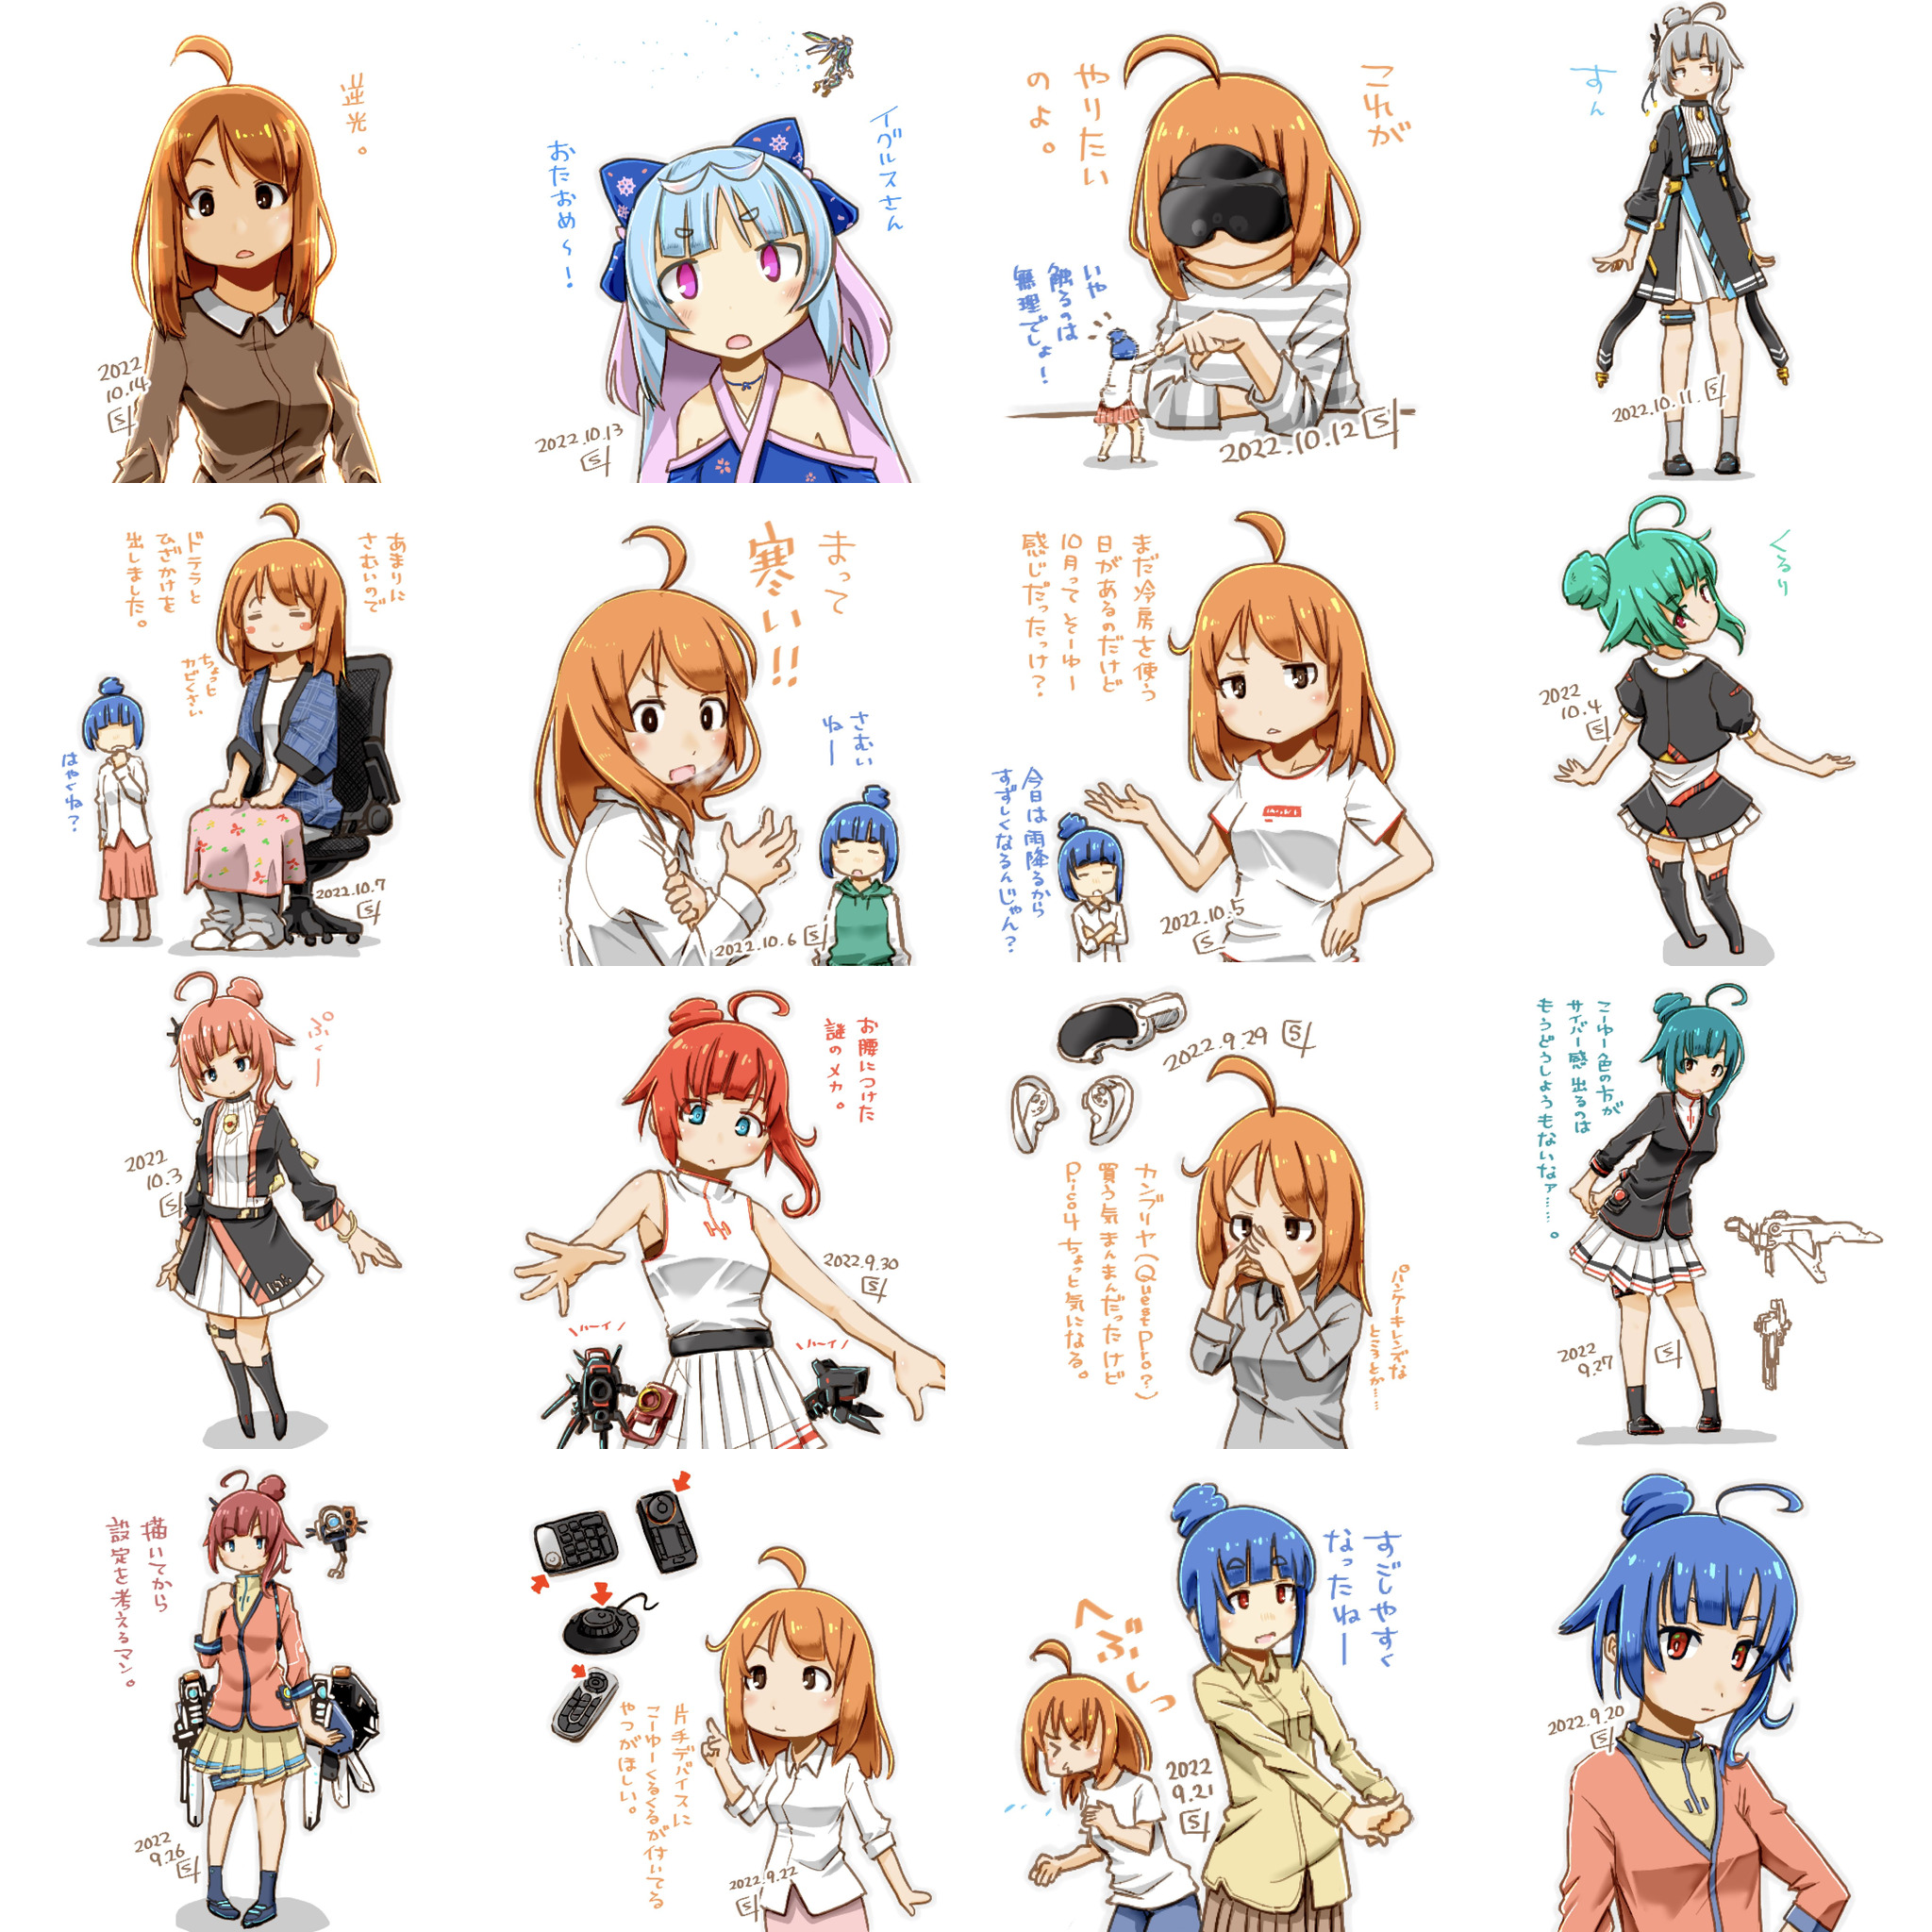 逆光。
2022
10.14
イグルスさん
おたおめ〜！
2022.10.13
これが
やりたい
のよ。
いや
触るのは
無理でしょ！
2022.10.12
すん
2022.10.11.
あまりに
さむいので
ドテラと
ひざかけを
出しました。
ちょっと
カビくさい
はやくね？
2022.10.7
まって
寒い!!
さむい
ねー
2022.10.6
まだ冷房を使う
日があるのだけど
10月ってそーゆー
感じだったっけ？
今日は雨降るから
すずしくなるんじゃん？
2022.10.5
くるり
2022
10.4
ぷぃー
2022
10.3
お腰につけた
謎のメカ。
ハーイ
ハーイ
2022.9.30
2022.9.29
カンブリヤ(QuestPro?)
買う気まんまんだったけど
Pico4ちょっと気になる。
パンケーキレンズな
ところとか…
こーゆー色の方が
サイバー感出るのは
もうどうしようもないなァ……。
2022
9.27
描いてから
設定を考えるマン。
2022
9.26
片手デバイスに
こーゆーくるくるが付いてる
やつがほしい。
2022.9.22
すごしやすく
なったねー
へぶしっ
2022
9.21
2022.9.20